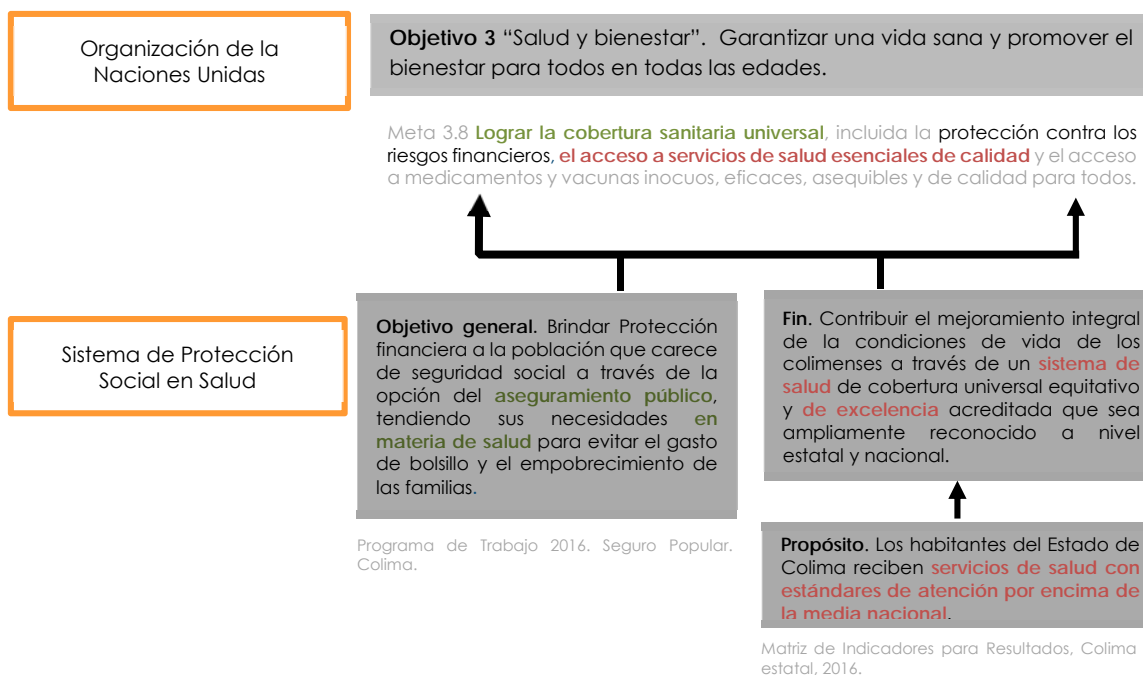 Organización de la
Naciones Unidas
Objetivo 3 “Salud y bienestar”. Garantizar una vida sana y promover el
bienestar para todos en todas las edades.
Meta 3.8 Lograr la cobertura sanitaria universal, incluida la protección contra los
riesgos financieros, el acceso a servicios de salud esenciales de calidad y el acceso
a medicamentos y vacunas inocuos, eficaces, asequibles y de calidad para todos.
Sistema de Protección
Social en Salud
Objetivo general. Brindar Protección
financiera a la población que carece
de seguridad social a través de la
opción del aseguramiento público,
tendiendo sus necesidades en
materia de salud para evitar el gasto
de bolsillo y el empobrecimiento de
las familias.
Programa de Trabajo 2016. Seguro Popular.
Colima.
Fin. Contribuir el mejoramiento integral
de la condiciones de vida de los
colimenses a través de un sistema de
salud de cobertura universal equitativo
y de excelencia acreditada que sea
ampliamente reconocido a nivel
estatal y nacional.
Propósito. Los habitantes del Estado de
Colima reciben servicios de salud con
estándares de atención por encima de
la media nacional.
Matriz de Indicadores para Resultados, Colima
estatal, 2016.